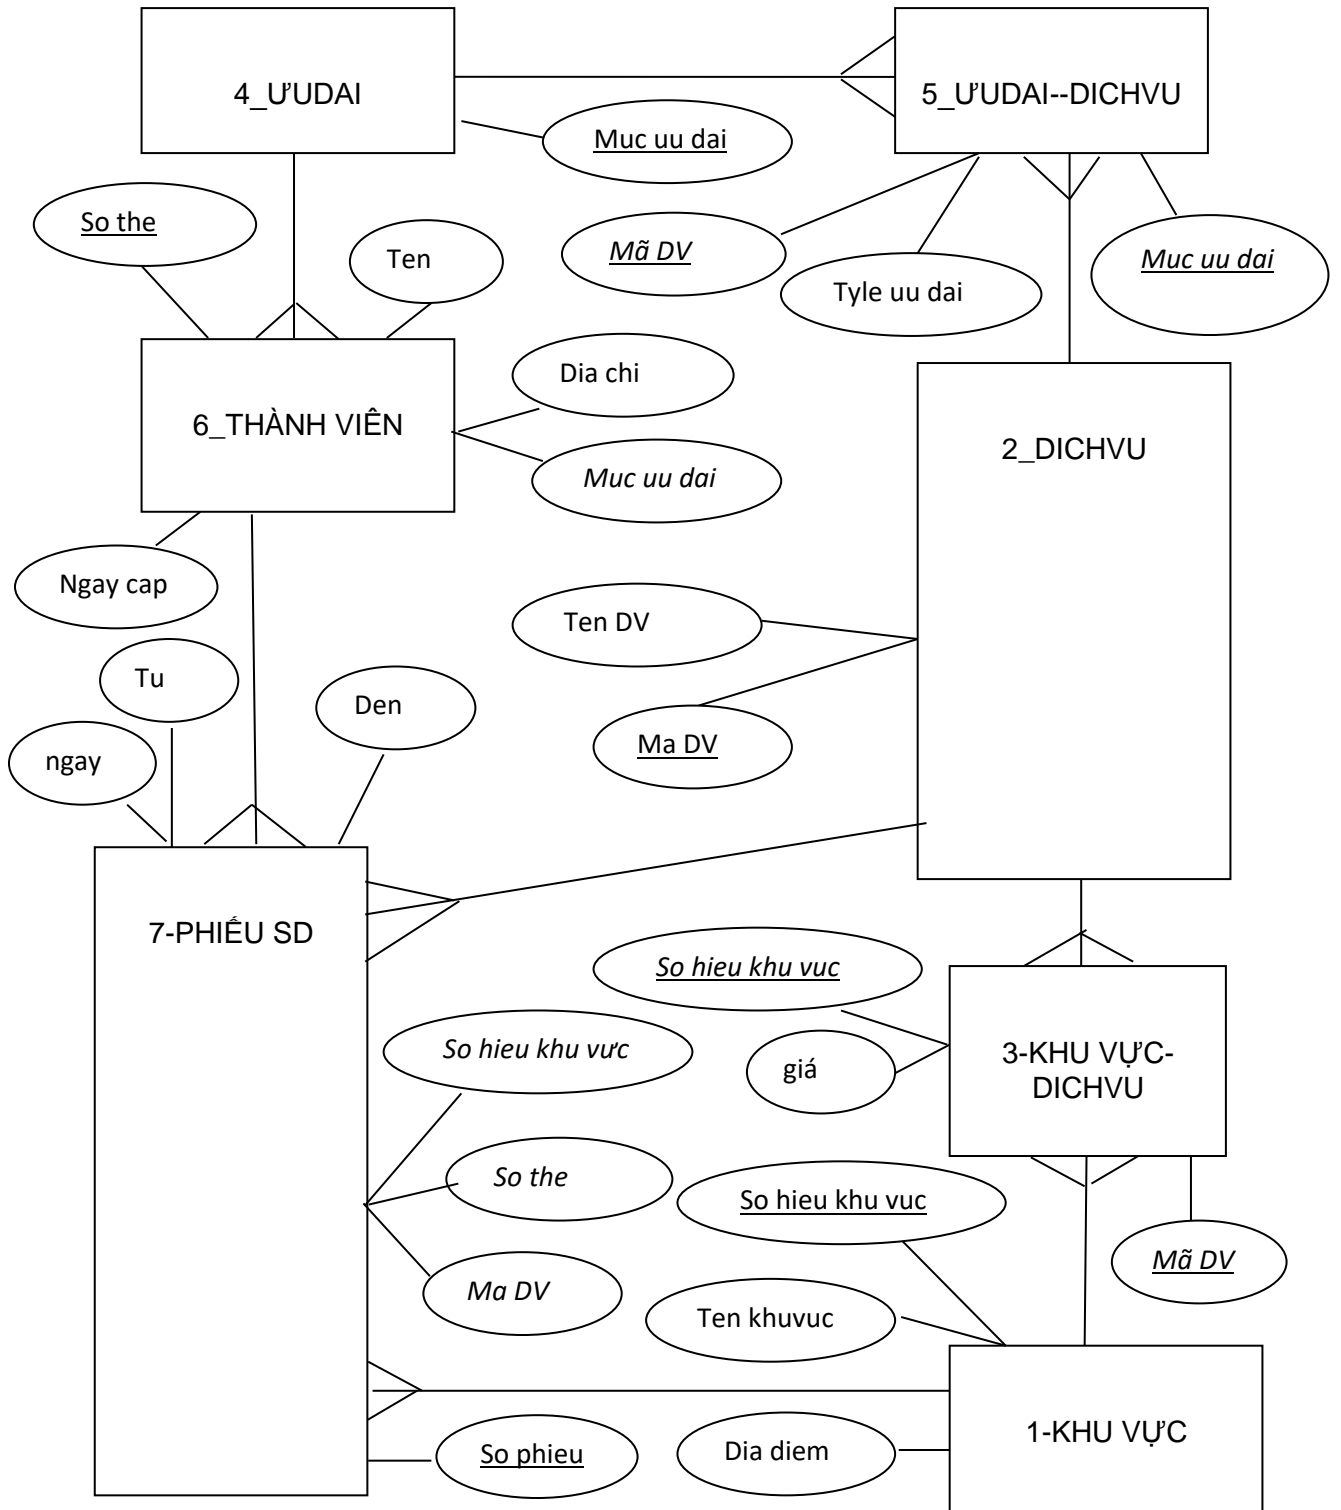 4_ƯUDAI
5_ƯUDAI--DICHVU
Muc uu dai
So the
Ten
Mã DV
Tyle uu dai
Muc uu dai
Dia chi
6_THÀNH VIÊN
Muc uu dai
2_DICHVU
Ngay cap
Ten DV
Tu
Den
ngay
Ma DV
7-PHIẾU SD
So hieu khu vuc
So hieu khu vưc
giá
3-KHU VỰC-
DICHVU
So the
So hieu khu vuc
Ma DV
Mã DV
Ten khuvuc
1-KHU VỰC
So phieu
Dia diem